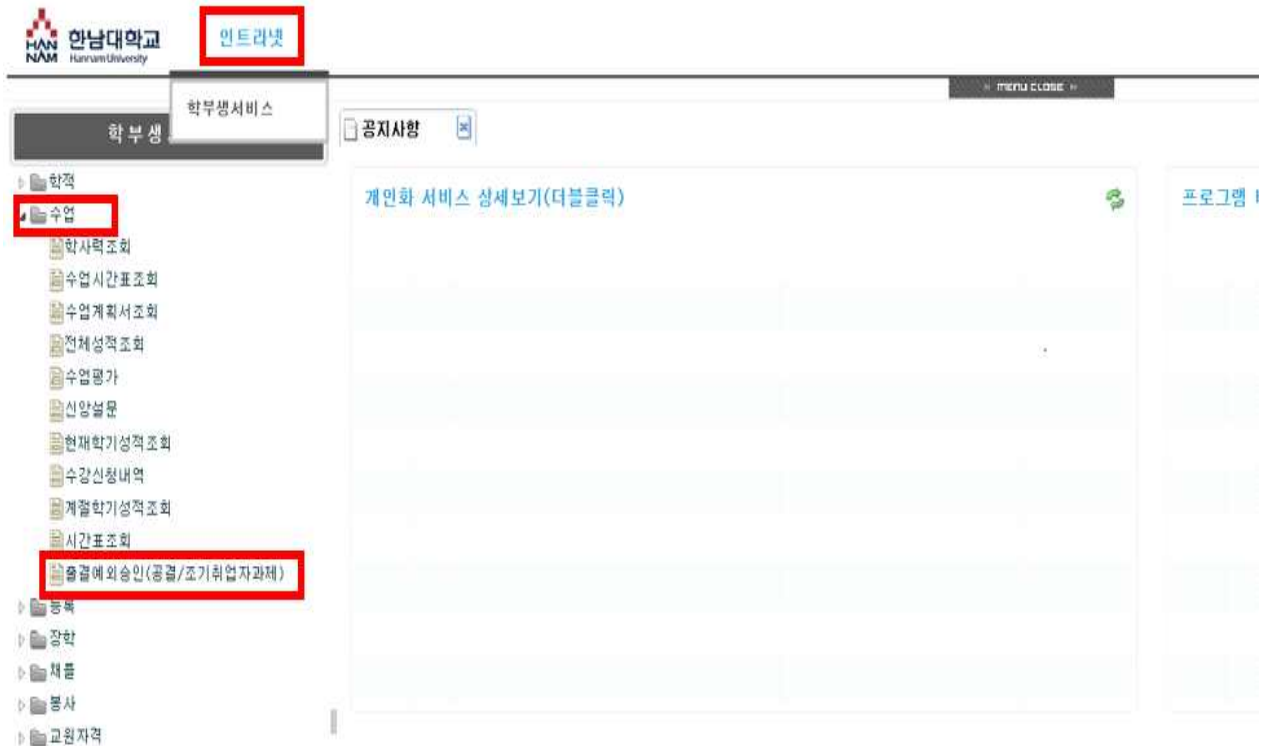 HAN
NAM
한남대학교
Hannam University
인트라넷
학부생서비스
MENU CLOSE
학부생
공지사항
학적
수업
학사력조회
수업시간표조회
수업계획서조회
전체성적조회
수업평가
신앙설문
현재학기성적조회
수강신청내역
계절학기성적조회
시간표조회
출결예외승인(공결/조기취업자과제)
등록
장학
채플
봉사
교원자격
개인화 서비스 상세보기(더블클릭)
프로그램